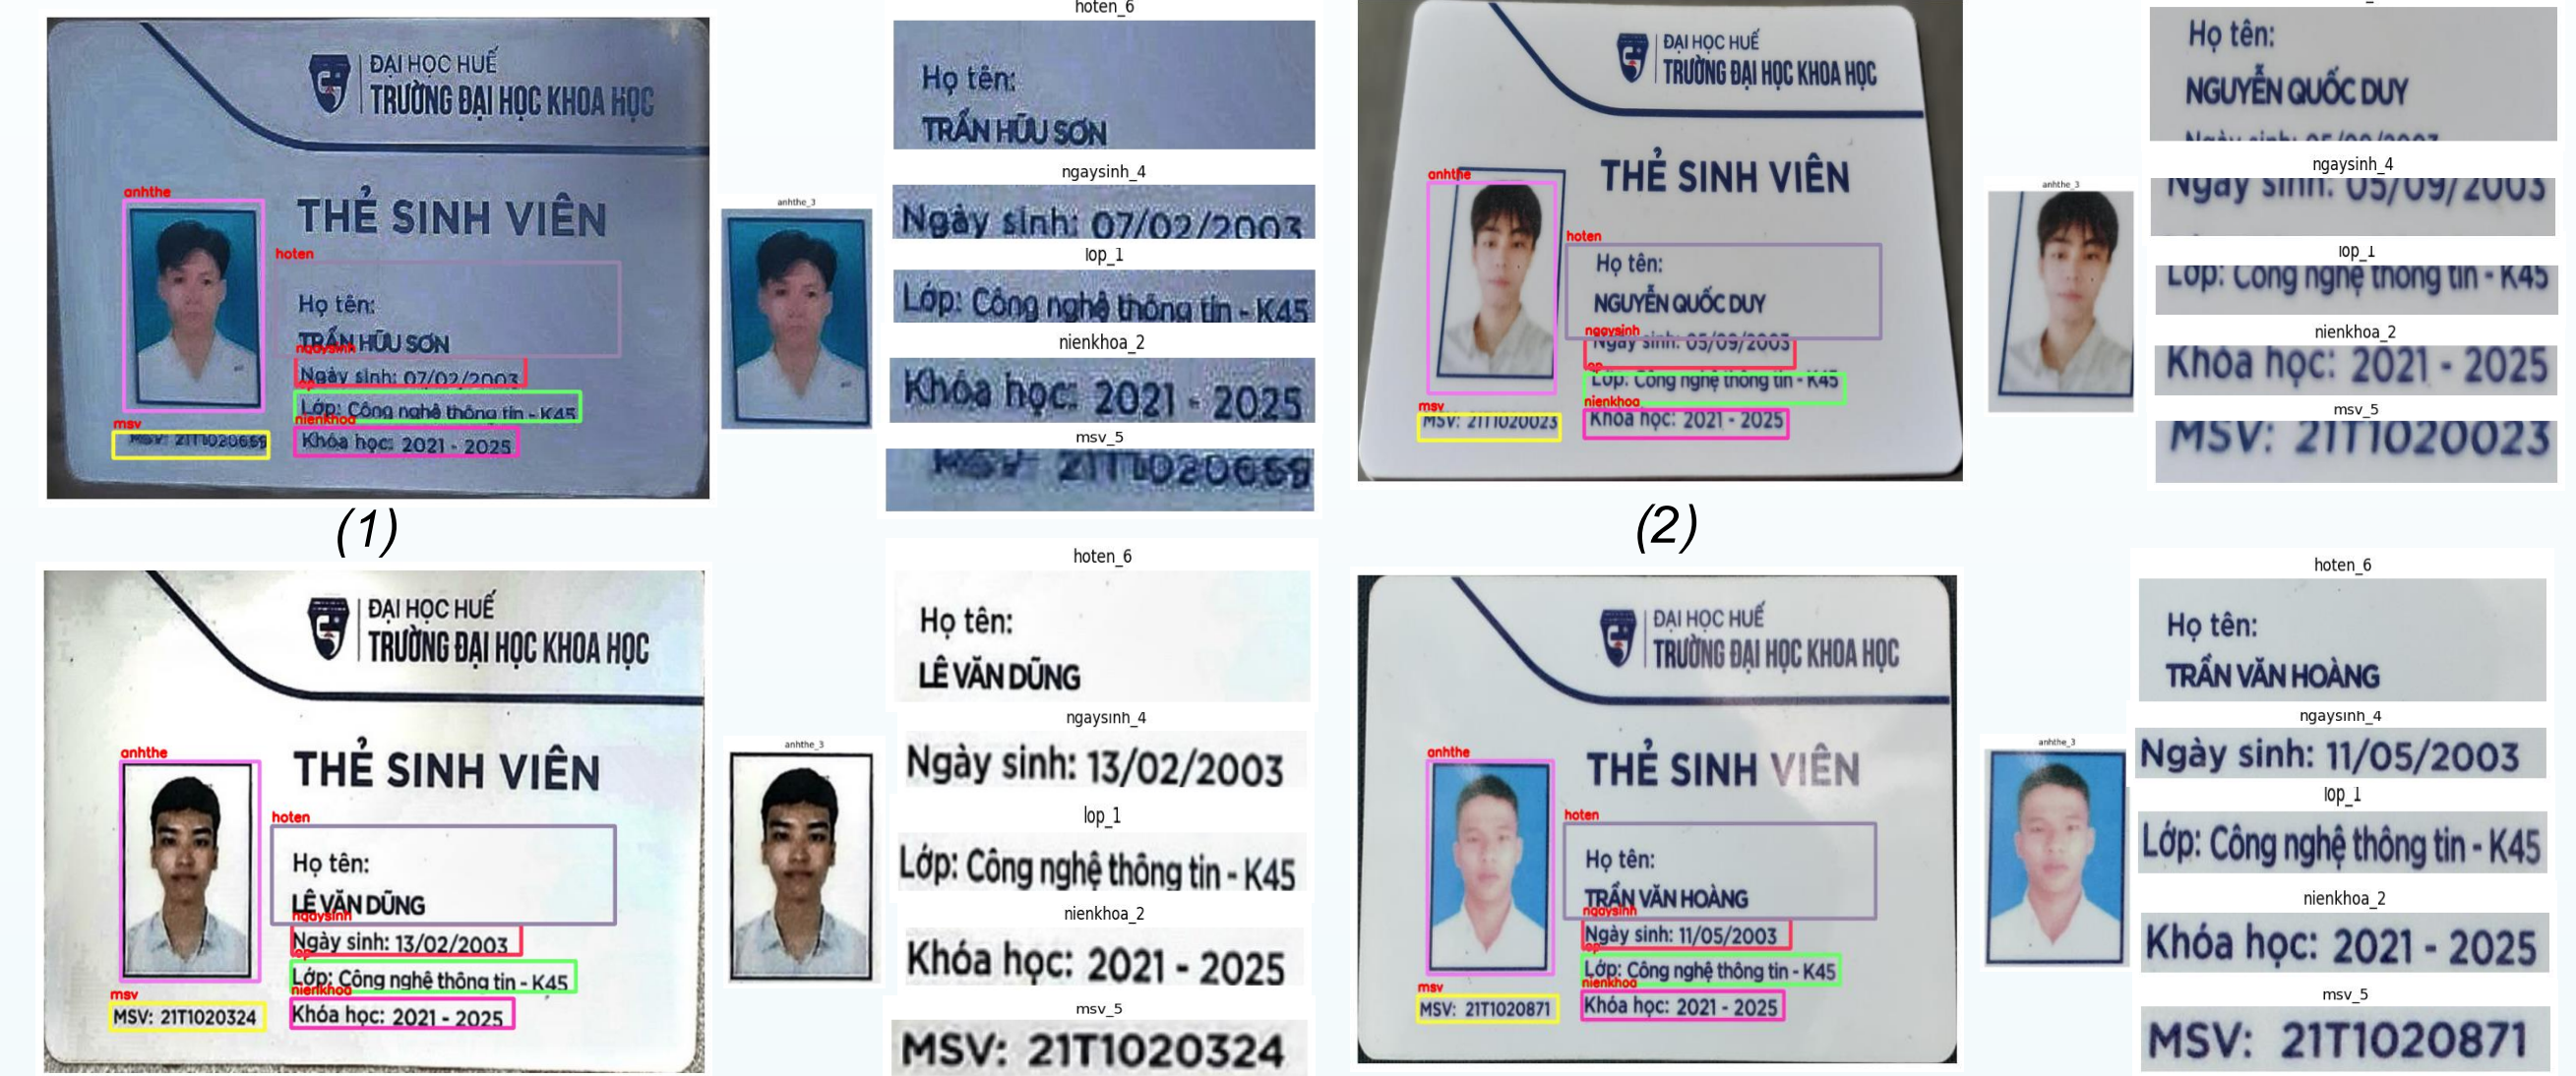 ĐẠI HỌC HUẾ
TRƯỜNG ĐẠI HỌC KHOA HỌC
THẺ SINH VIÊN
anhthe
hoten
Họ tên:
TRẦN HỮU SƠN
ngaysinh
Ngày sinh: 07/02/2003
Lớp: Công nghệ thông tin - K45
nienkhoa
Khóa học: 2021 - 2025
msv
MSV: 21T1020659
anhthe_3
hoten_6
Họ tên:
TRẦN HỮU SƠN
ngaysinh_4
Ngày sinh: 07/02/2003
lop_1
Lớp: Công nghệ thông tin - K45
nienkhoa_2
Khóa học: 2021 - 2025
msv_5
MSV: 21T1020659
(1)
ĐẠI HỌC HUẾ
TRƯỜNG ĐẠI HỌC KHOA HỌC
THẺ SINH VIÊN
anhthe
hoten
Họ tên:
NGUYỄN QUỐC DUY
ngaysinh
Ngày sinh: 05/09/2003
Lớp: Công nghệ thông tin - K45
nienkhoa
Khóa học: 2021 - 2025
msv
MSV: 21T1020023
anhthe_3
Họ tên:
NGUYỄN QUỐC DUY
Ngày sinh: 05/09/2003
ngaysinh_4
Ngày sinh: 05/09/2003
lop_1
Lớp: Công nghệ thông tin - K45
nienkhoa_2
Khóa học: 2021 - 2025
msv_5
MSV: 21T1020023
(2)
ĐẠI HỌC HUẾ
TRƯỜNG ĐẠI HỌC KHOA HỌC
THẺ SINH VIÊN
anhthe
hoten
Họ tên:
LÊ VĂN DŨNG
ngaysinh
Ngày sinh: 13/02/2003
Lớp: Công nghệ thông tin - K45
nienkhoa
Khóa học: 2021 - 2025
msv
MSV: 21T1020324
anhthe_3
hoten_6
Họ tên:
LÊ VĂN DŨNG
ngaysinh_4
Ngày sinh: 13/02/2003
lop_1
Lớp: Công nghệ thông tin - K45
nienkhoa_2
Khóa học: 2021 - 2025
msv_5
MSV: 21T1020324
ĐẠI HỌC HUẾ
TRƯỜNG ĐẠI HỌC KHOA HỌC
THẺ SINH VIÊN
anhthe
hoten
Họ tên:
TRẦN VĂN HOÀNG
ngaysinh
Ngày sinh: 11/05/2003
Lớp: Công nghệ thông tin - K45
nienkhoa
Khóa học: 2021 - 2025
msv
MSV: 21T1020871
anhthe_3
hoten_6
Họ tên:
TRẦN VĂN HOÀNG
ngaysinh_4
Ngày sinh: 11/05/2003
lop_1
Lớp: Công nghệ thông tin - K45
nienkhoa_2
Khóa học: 2021 - 2025
msv_5
MSV: 21T1020871